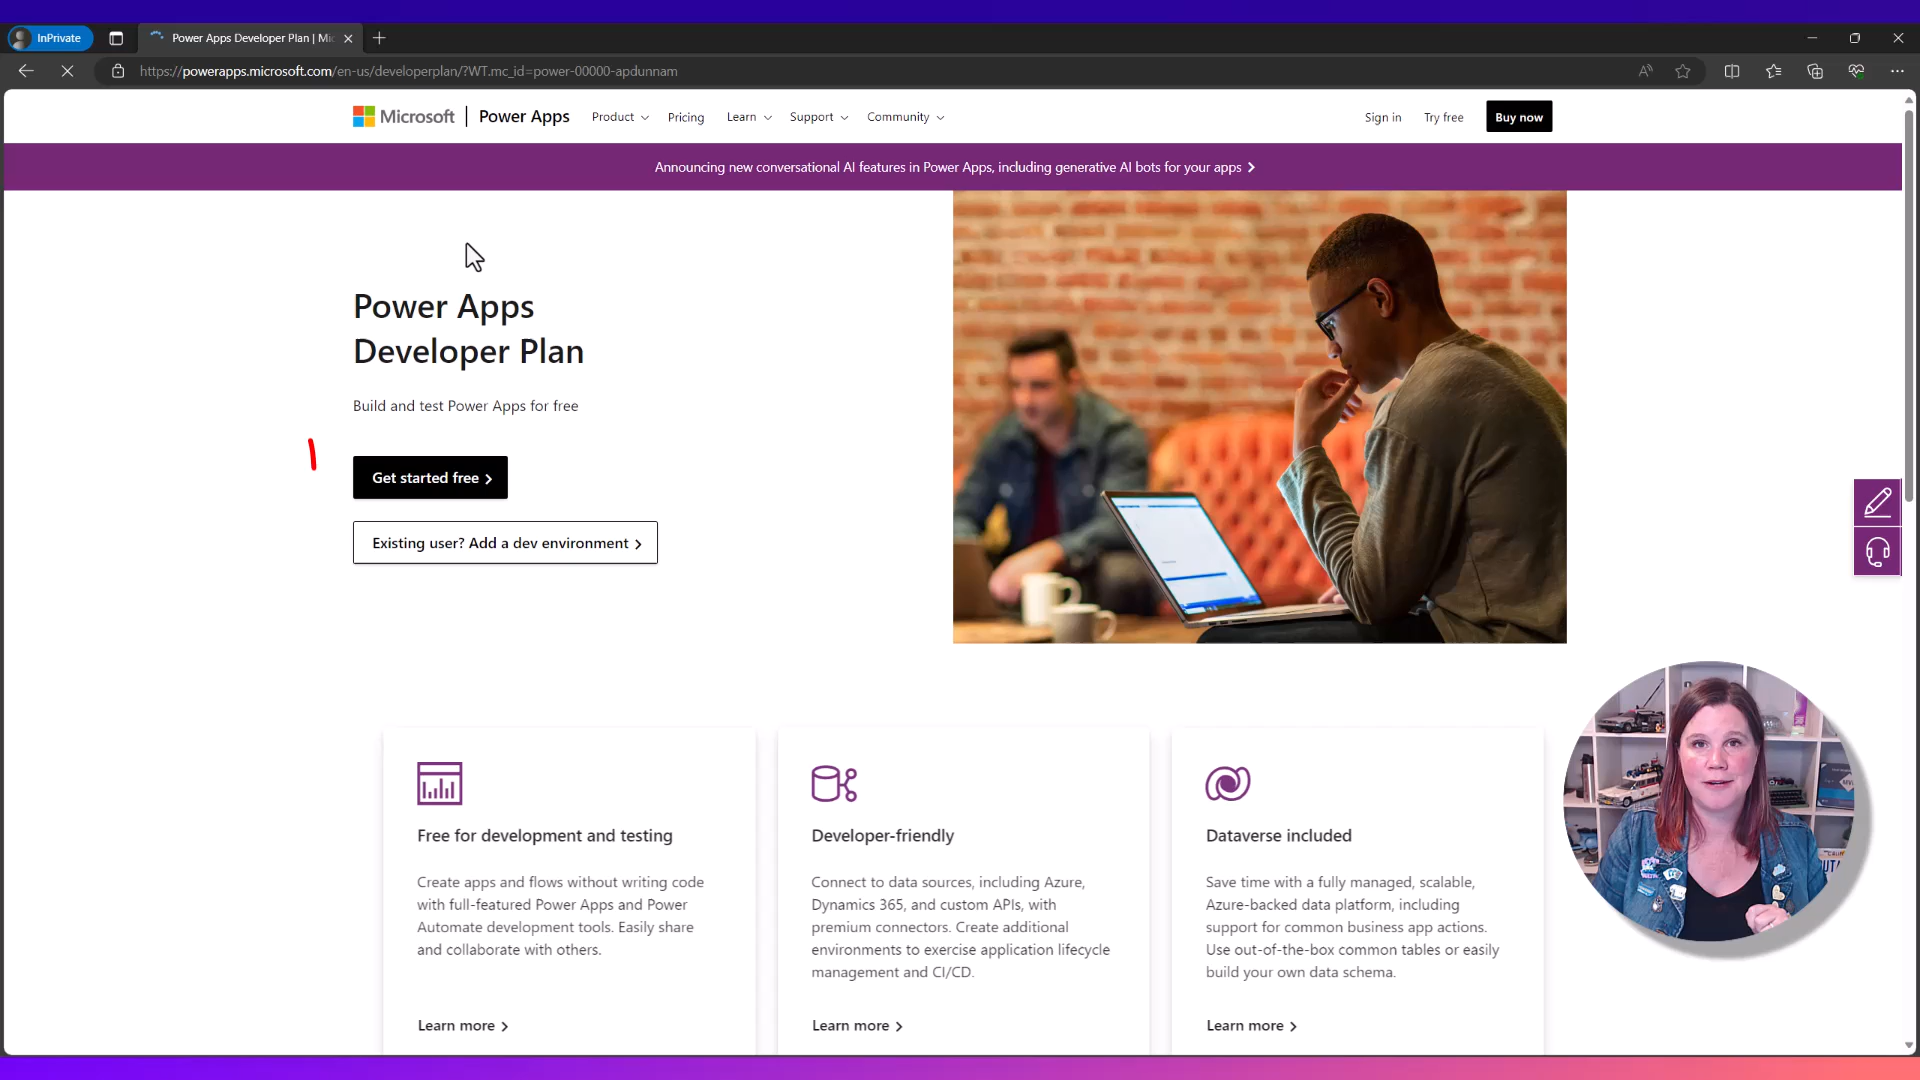 InPrivate
Power Apps Developer Plan | Mi
https://powerapps.microsoft.com/en-us/developerplan/?WT.mc_id=power-00000-apdunnam
Microsoft | Power Apps Product Pricing Learn Support Community Sign in Try free Buy now
Announcing new conversational AI features in Power Apps, including generative AI bots for your apps
Power Apps
Developer Plan
Build and test Power Apps for free
Get started free
Existing user? Add a dev environment
Free for development and testing
Create apps and flows without writing code
with full-featured Power Apps and Power
Automate development tools. Easily share
and collaborate with others.
Learn more
Developer-friendly
Connect to data sources, including Azure,
Dynamics 365, and custom APIs, with
premium connectors. Create additional
environments to exercise application lifecycle
management and CI/CD.
Learn more
Dataverse included
Save time with a fully managed, scalable,
Azure-backed data platform, including
support for common business app actions.
Use out-of-the-box common tables or easily
build your own data schema.
Learn more